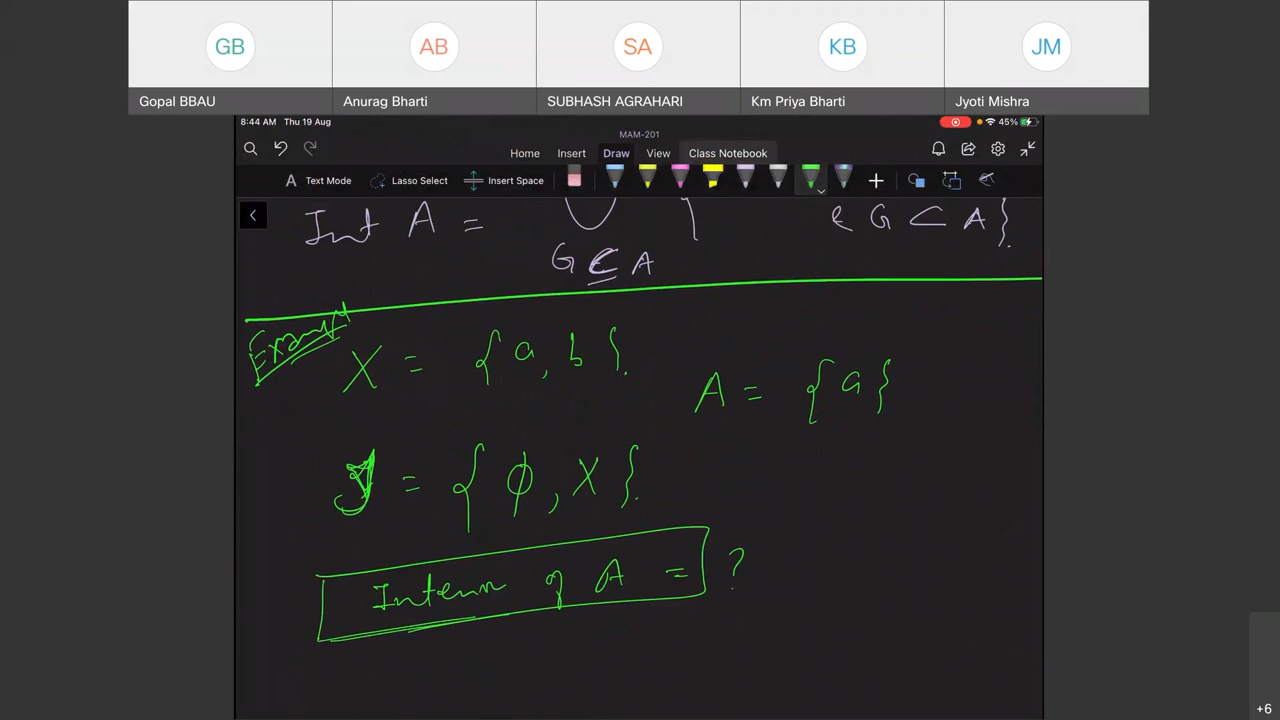 GB AB SA KB JM
Gopal BBAU Anurag Bharti SUBHASH AGRAHARI Km Priya Bharti Jyoti Mishra
8:44 AM Thu 19 Aug 45%
MAM-201
Home Insert Draw View Class Notebook
A Text Mode Lasso Select Insert Space
Int A = ∪ & G ⊂ A}.
G ⊂ A
Example
X = {a, b}.
A = {a}
𝒯 = {ϕ, X}.
Interior of A = ?
+6